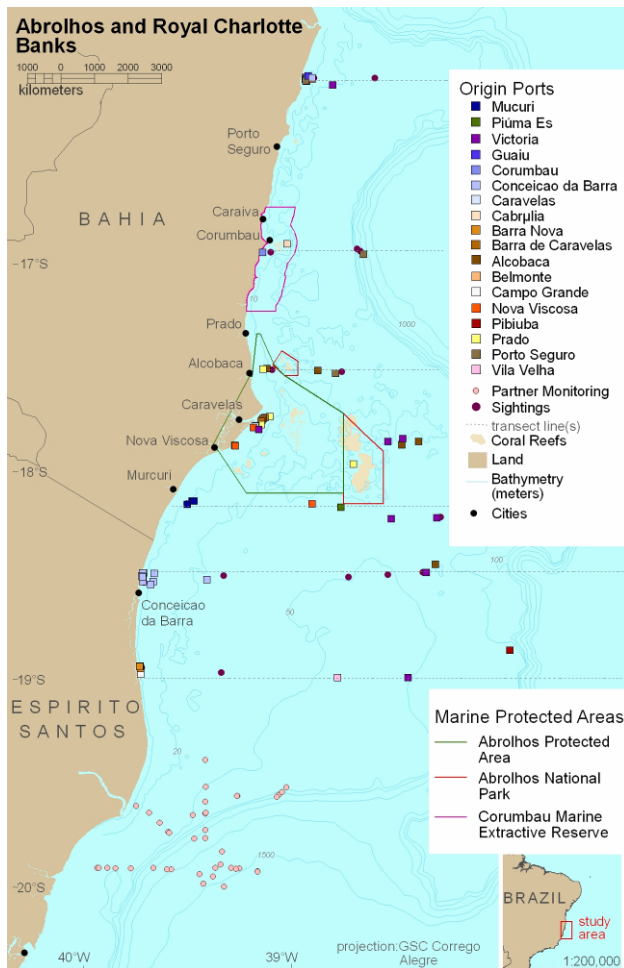 Abrolhos and Royal Charlotte
Banks
1000 0 1000 2000 3000
kilometers
Origin Ports
Mucuri
Piúma Es
Victoria
Guaiu
Corumbau
Conceicao da Barra
Caravelas
Cabrµlia
Barra Nova
Barra de Caravelas
Alcobaca
Belmonte
Campo Grande
Nova Viscosa
Pibiuba
Prado
Porto Seguro
Vila Velha
Partner Monitoring
Sightings
transect line(s)
Coral Reefs
Land
Bathymetry
(meters)
Cities
Porto
Seguro
BAHIA
Caraiva
Corumbau
-17°S
10
Prado
1000
Alcobaca
Caravelas
Nova Viscosa
-18°S
Murcuri
500
100
Conceicao
da Barra
50
-19°S
ESPIRITO
SANTOS
20
Marine Protected Areas
Abrolhos Protected
Area
Abrolhos National
Park
Corumbau Marine
Extractive Reserve
1500
-20°S
BRAZIL
study
area
-40°W
-39°W
projection:GSC Corrego
Alegre
1:200,000